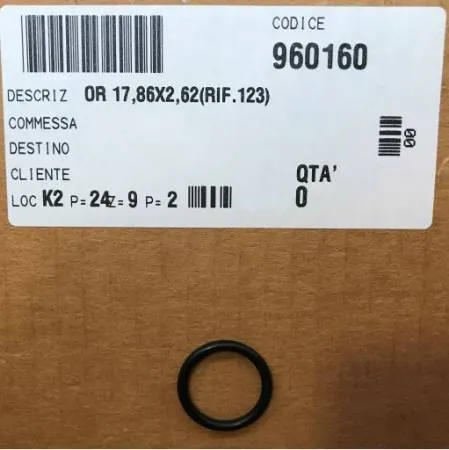 CODICE
960160
DESCRIZ OR 17,86X2,62(RIF.123)
COMMESSA
DESTINO
CLIENTE QTA'
LOC K2 P=24 Z=9 P=2 0
00